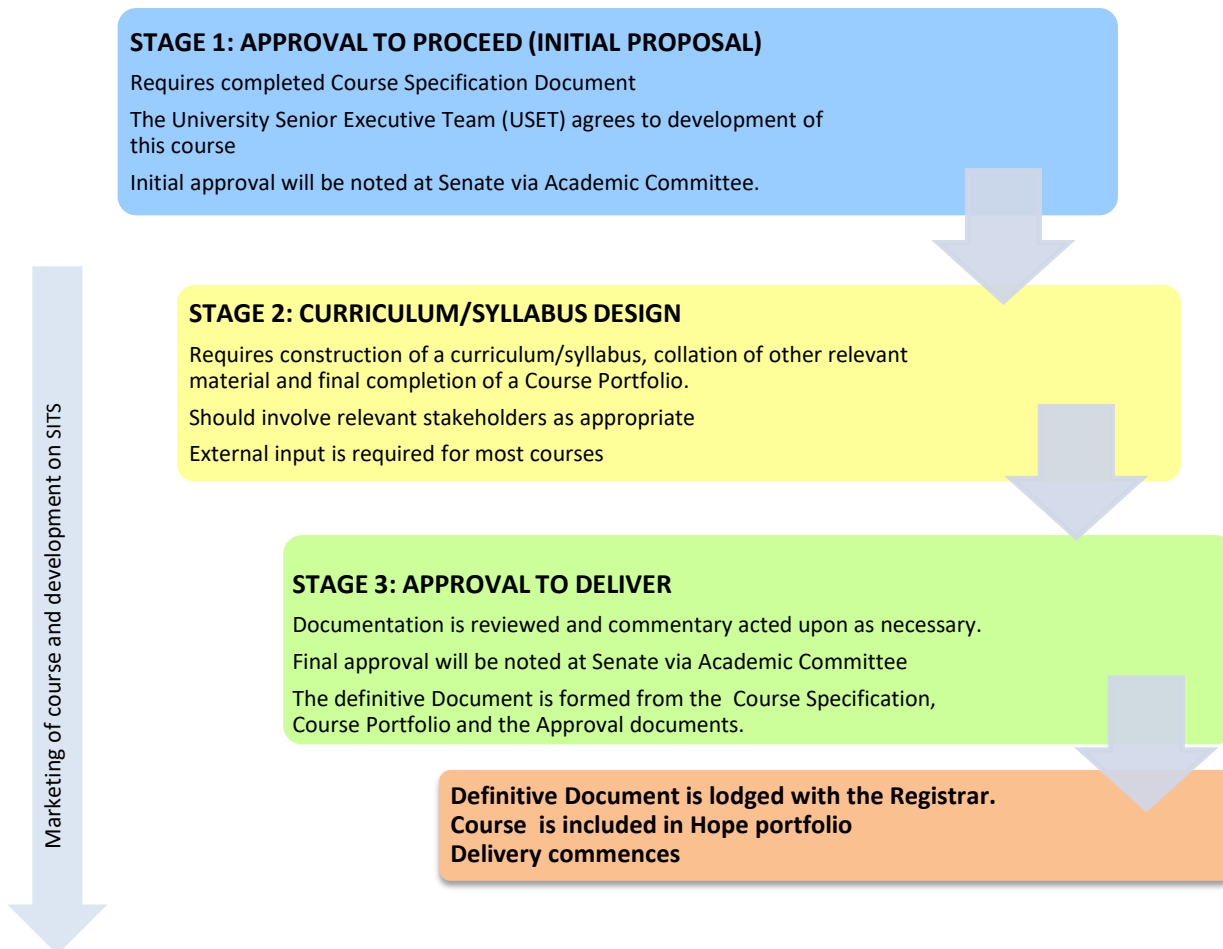 STAGE 1: APPROVAL TO PROCEED (INITIAL PROPOSAL)
Requires completed Course Specification Document
The University Senior Executive Team (USET) agrees to development of
this course
Initial approval will be noted at Senate via Academic Committee.
Marketing of course and development on SITS
STAGE 2: CURRICULUM/SYLLABUS DESIGN
Requires construction of a curriculum/syllabus, collation of other relevant
material and final completion of a Course Portfolio.
Should involve relevant stakeholders as appropriate
External input is required for most courses
STAGE 3: APPROVAL TO DELIVER
Documentation is reviewed and commentary acted upon as necessary.
Final approval will be noted at Senate via Academic Committee
The definitive Document is formed from the  Course Specification,
Course Portfolio and the Approval documents.
Definitive Document is lodged with the Registrar.
Course  is included in Hope portfolio
Delivery commences